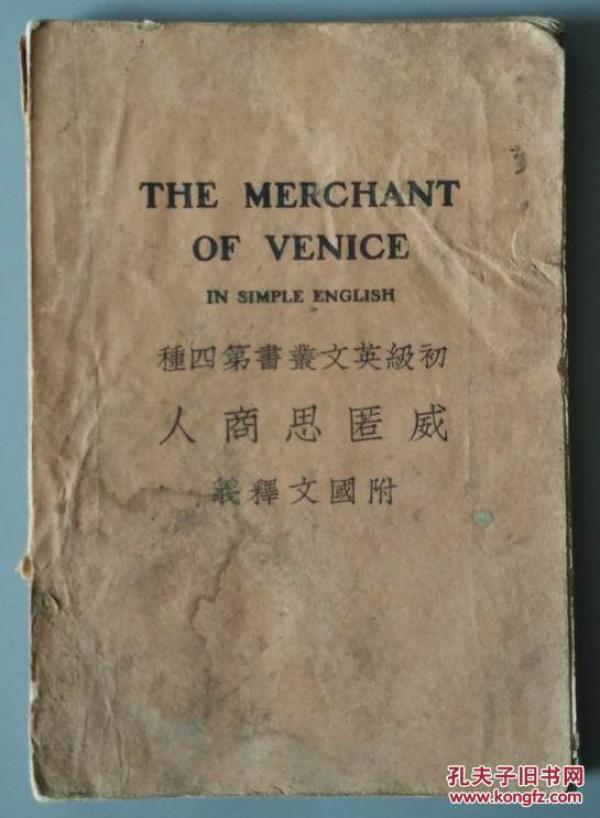 THE MERCHANT
OF VENICE
IN SIMPLE ENGLISH
初級英文叢書第四種
威匿思商人
附國文釋義
孔夫子旧书网
www.kongfz.com